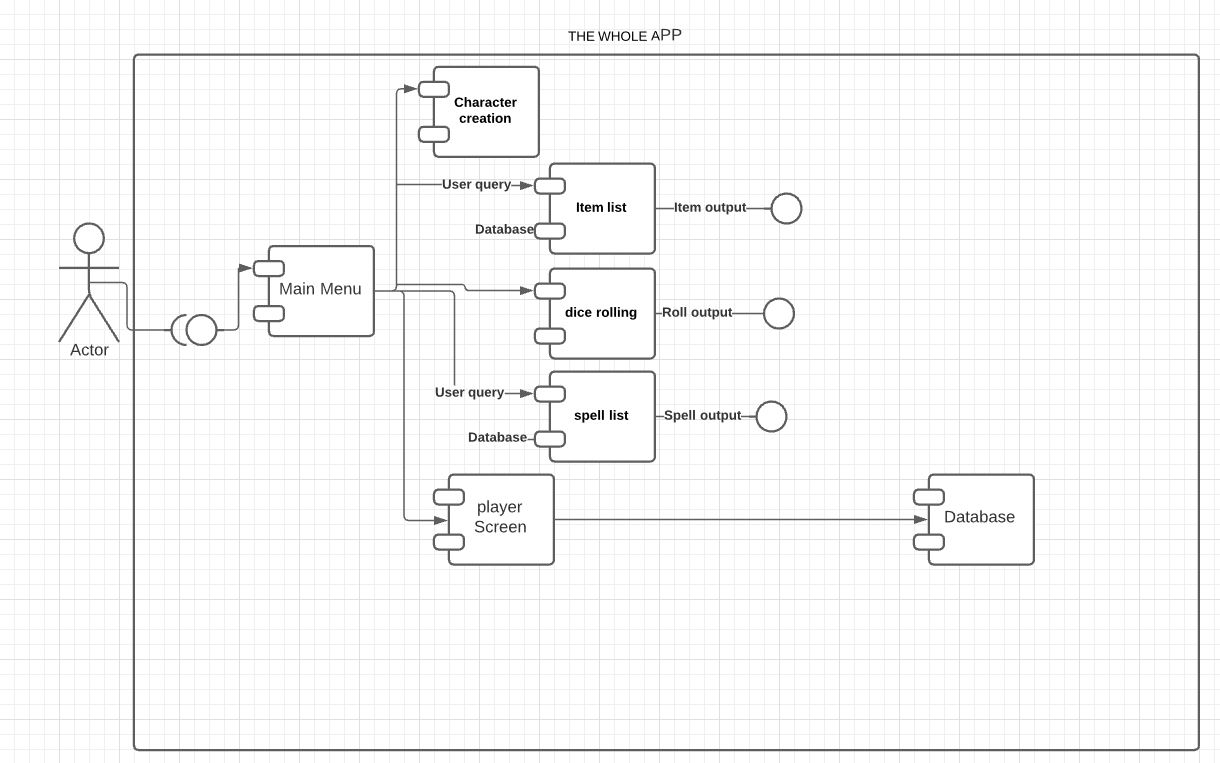 THE WHOLE APP
Character
creation
User query
Item list
Item output
Database
Main Menu
Actor
dice rolling
Roll output
User query
spell list
Spell output
Database
player
Screen
Database